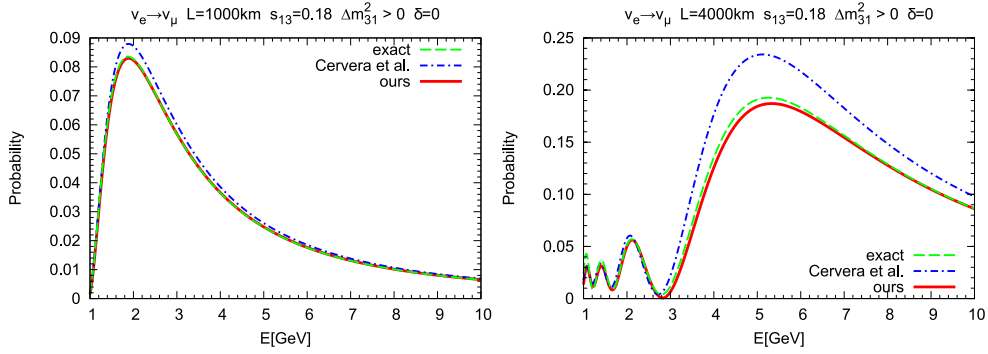 νe→νμ L=1000km s13=0.18 Δm²31 > 0 δ=0
0.09
0.08
0.07
0.06
0.05
0.04
0.03
0.02
0.01
0
Probability
exact
Cervera et al.
ours
1 2 3 4 5 6 7 8 9 10
E[GeV]
νe→νμ L=4000km s13=0.18 Δm²31 > 0 δ=0
0.25
0.20
0.15
0.10
0.05
0
Probability
exact
Cervera et al.
ours
1 2 3 4 5 6 7 8 9 10
E[GeV]